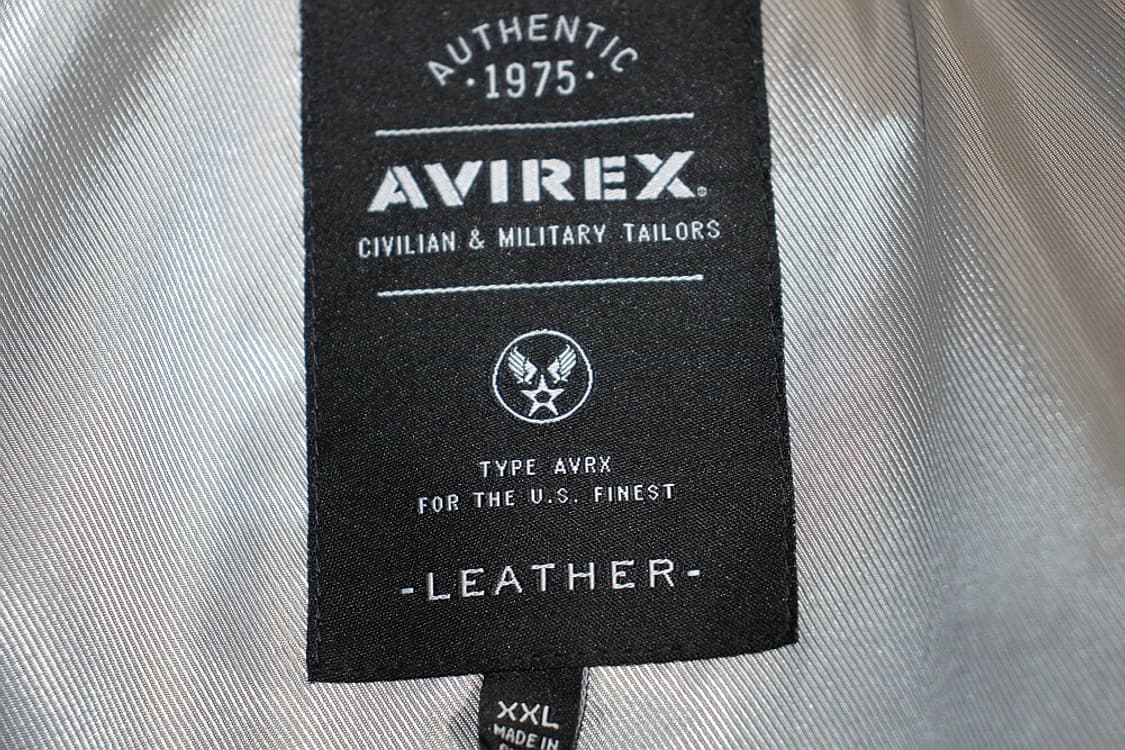 AUTHENTIC
·1975·
AVIREX®
CIVILIAN & MILITARY TAILORS
TYPE AVRX
FOR THE U.S. FINEST
-LEATHER-
XXL
MADE IN